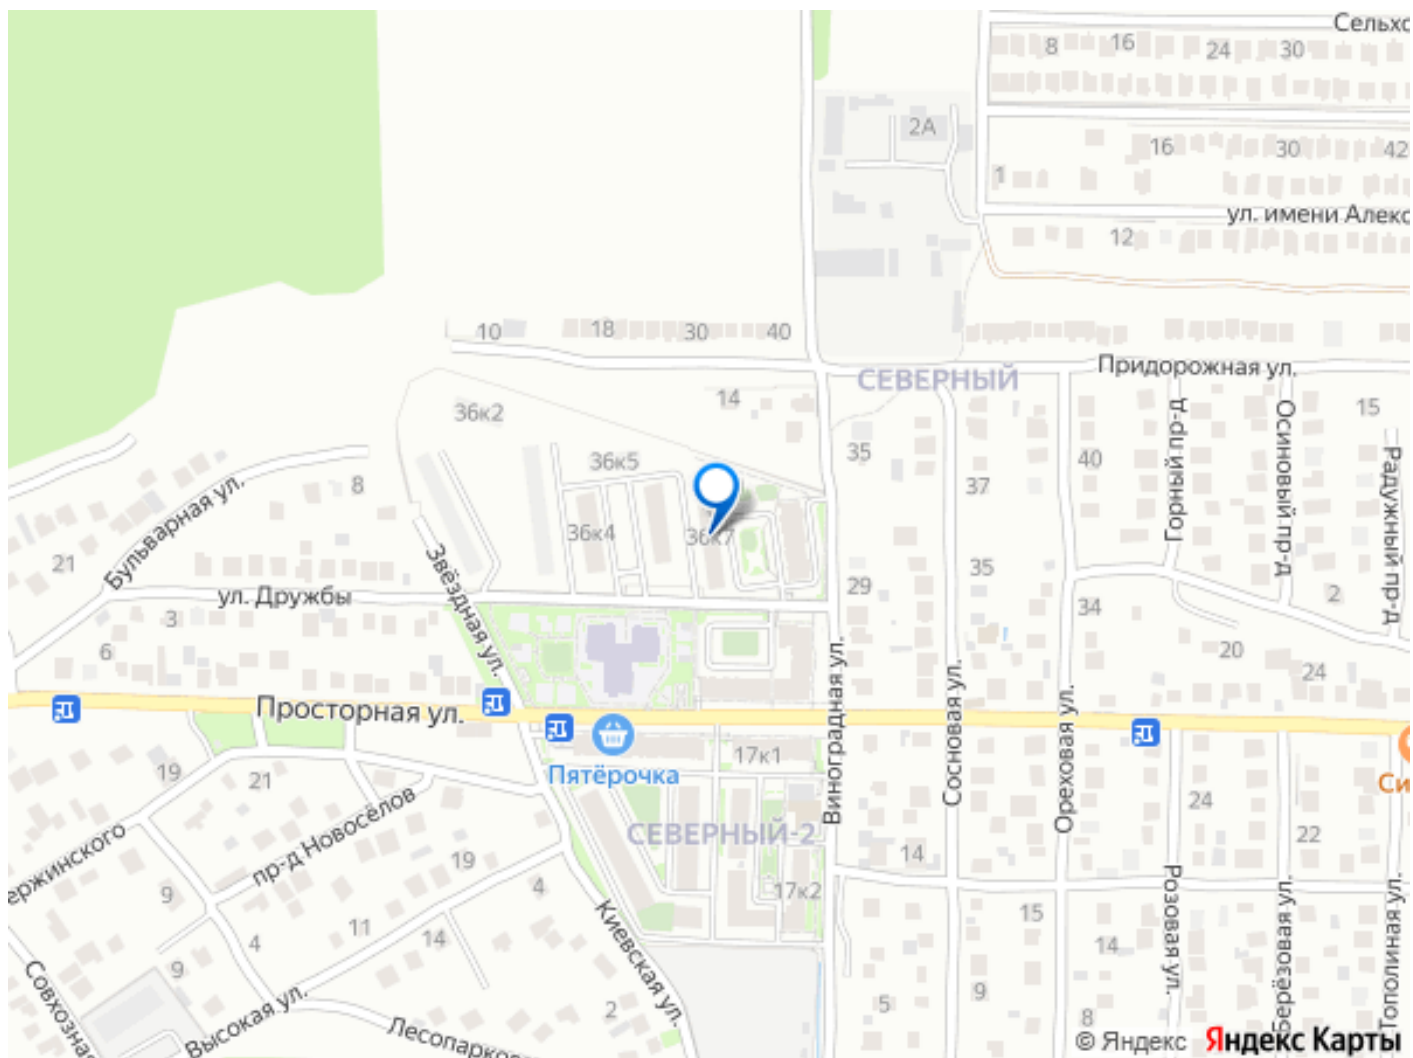 Сельхо
8 16 24 30
2А
16 30 42
1
ул. имени Алекс
12
10 18 30 40
Придорожная ул.
СЕВЕРНЫЙ
14
15
36к2
Горный пр-д
Осиновый пр-д
35
40
Радужный пр-д
36к5
37
8
Бульварная ул.
36к4
36к7
21
Звёздная ул.
35
29
2
ул. Дружбы
34
3
6
20
24
Виноградная ул.
Сосновая ул.
Ореховая ул.
Просторная ул.
17к1
19
21
Пятёрочка
Си
24
22
СЕВЕРНЫЙ-2
ержинского
пр-д Новосёлов
19
14
4
17к2
9
Розовая ул.
Берёзовая ул.
Тополиная ул.
Киевская ул.
11
15
4
14
14
9
Совхозна
9
5
2
8
Высокая ул.
Лесопарков
© Яндекс Яндекс Карты